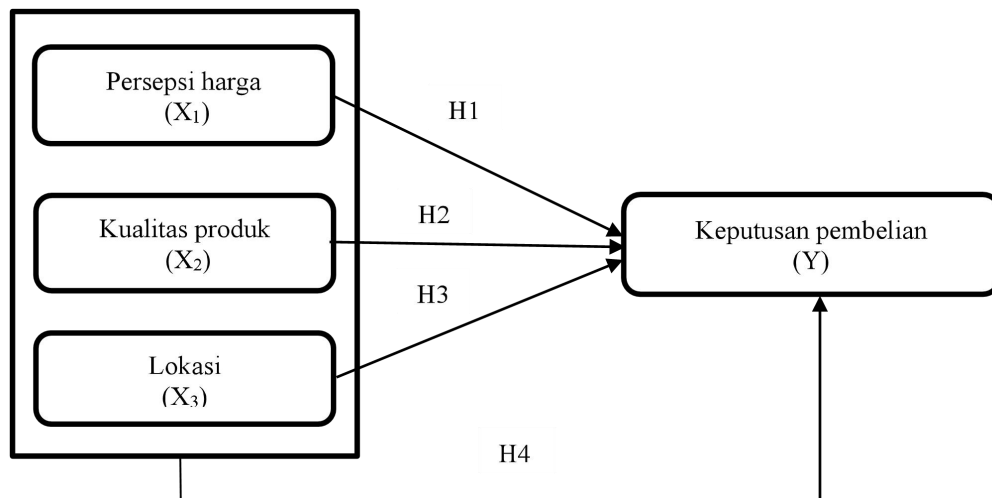 Persepsi harga
(X₁)
H1
Kualitas produk
(X₂)
H2
Keputusan pembelian
(Y)
H3
Lokasi
(X₃)
H4